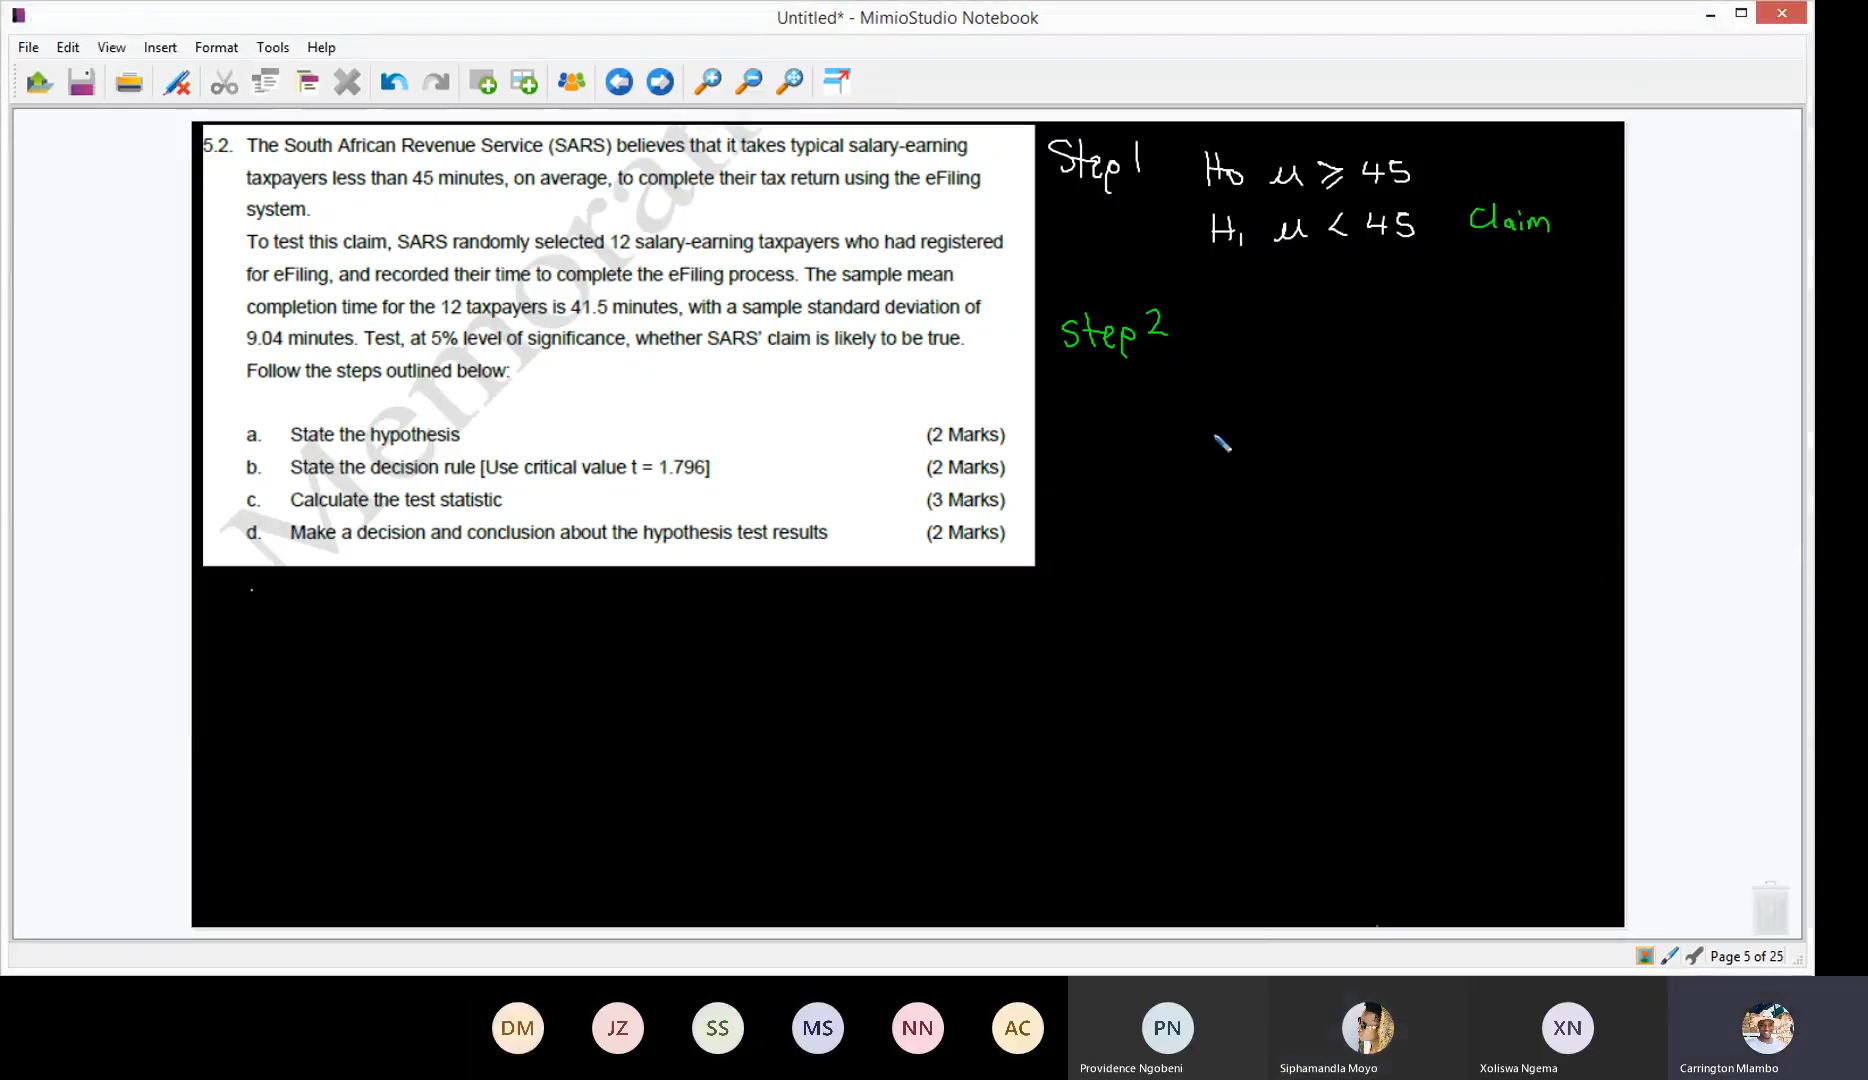 Untitled* - MimioStudio Notebook
File Edit View Insert Format Tools Help
5.2. The South African Revenue Service (SARS) believes that it takes typical salary-earning
taxpayers less than 45 minutes, on average, to complete their tax return using the eFiling
system.
To test this claim, SARS randomly selected 12 salary-earning taxpayers who had registered
for eFiling, and recorded their time to complete the eFiling process. The sample mean
completion time for the 12 taxpayers is 41.5 minutes, with a sample standard deviation of
9.04 minutes. Test, at 5% level of significance, whether SARS' claim is likely to be true.
Follow the steps outlined below:
a. State the hypothesis (2 Marks)
b. State the decision rule [Use critical value t = 1.796] (2 Marks)
c. Calculate the test statistic (3 Marks)
d. Make a decision and conclusion about the hypothesis test results (2 Marks)
Memoran
Step 1 H0 μ ⩾ 45
H1 μ < 45 Claim
Step 2
Page 5 of 25
DM JZ SS MS NN AC PN XN
Providence Ngobeni Siphamandla Moyo Xoliswa Ngema Carrington Mlambo